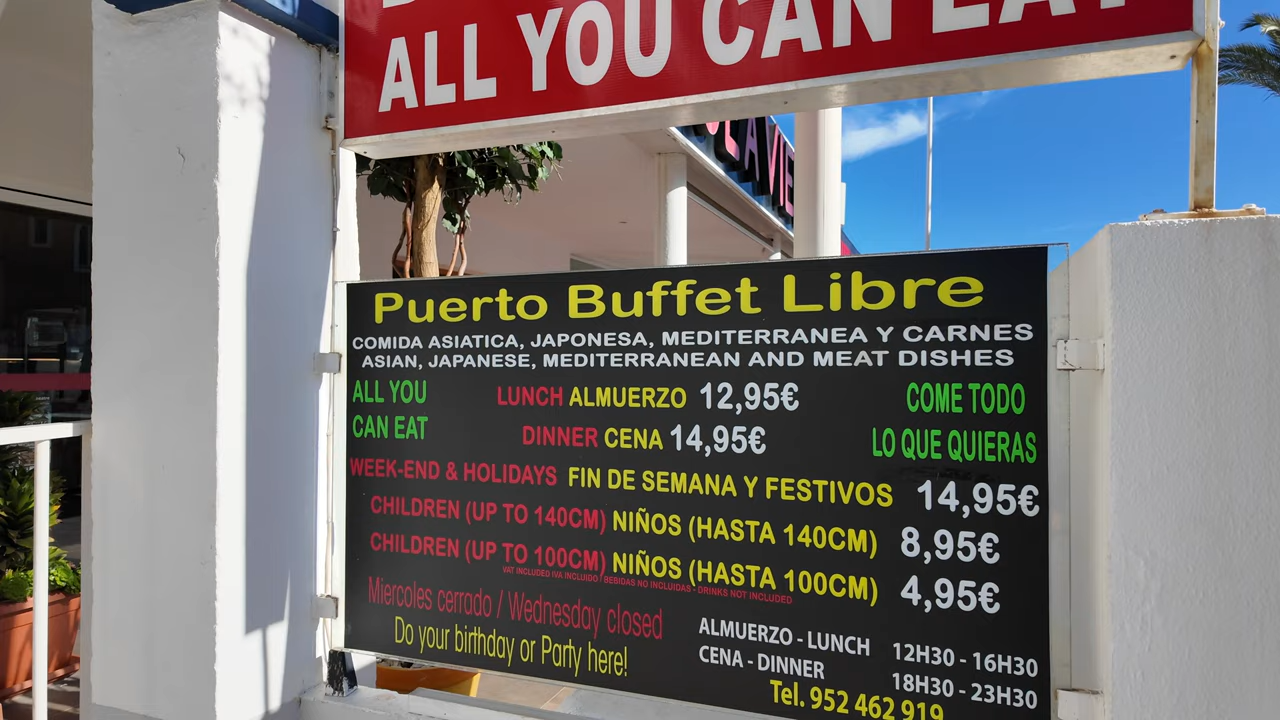 ALL YOU CAN EAT
LA VIE
Puerto Buffet Libre
COMIDA ASIATICA, JAPONESA, MEDITERRANEA Y CARNES
ASIAN, JAPANESE, MEDITERRANEAN AND MEAT DISHES
ALL YOU
CAN EAT
LUNCH ALMUERZO 12,95€
DINNER CENA 14,95€
COME TODO
LO QUE QUIERAS
WEEK-END & HOLIDAYS FIN DE SEMANA Y FESTIVOS 14,95€
CHILDREN (UP TO 140CM) NIÑOS (HASTA 140CM) 8,95€
CHILDREN (UP TO 100CM) NIÑOS (HASTA 100CM) 4,95€
VAT INCLUDED IVA INCLUIDO / BEBIDAS NO INCLUIDAS - DRINKS NOT INCLUDED
Miercoles cerrado / Wednesday closed
Do your birthday or Party here!
ALMUERZO - LUNCH 12H30 - 16H30
CENA - DINNER 18H30 - 23H30
Tel. 952 462 919